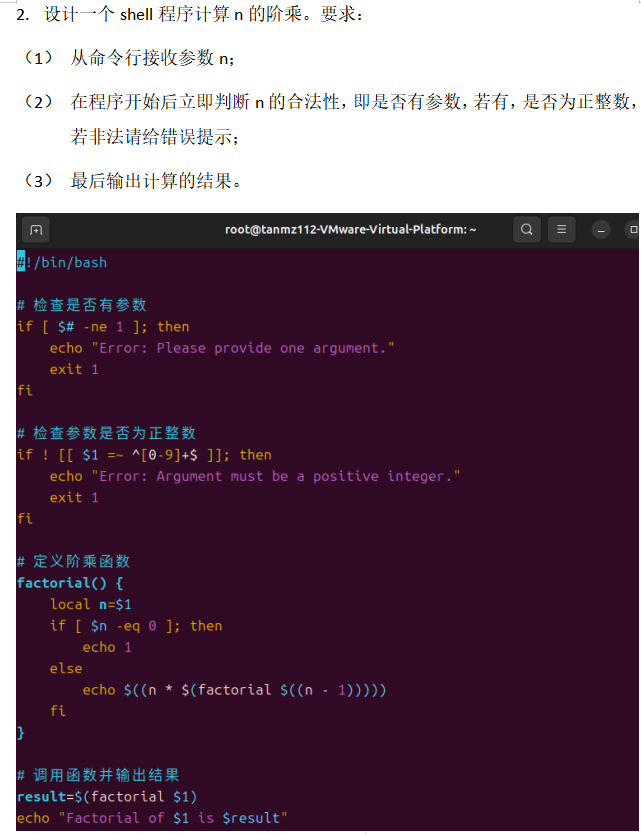 2. 设计一个 shell 程序计算 n 的阶乘。要求：
（1） 从命令行接收参数 n；
（2） 在程序开始后立即判断 n 的合法性，即是否有参数，若有，是否为正整数，
若非法请给错误提示；
（3） 最后输出计算的结果。
root@tanmz112-VMware-Virtual-Platform: ~
#!/bin/bash
# 检查是否有参数
if [ $# -ne 1 ]; then
    echo "Error: Please provide one argument."
    exit 1
fi
# 检查参数是否为正整数
if ! [[ $1 =~ ^[0-9]+$ ]]; then
    echo "Error: Argument must be a positive integer."
    exit 1
fi
# 定义阶乘函数
factorial() {
    local n=$1
    if [ $n -eq 0 ]; then
        echo 1
    else
        echo $((n * $(factorial $((n - 1)))))
    fi
}
# 调用函数并输出结果
result=$(factorial $1)
echo "Factorial of $1 is $result"